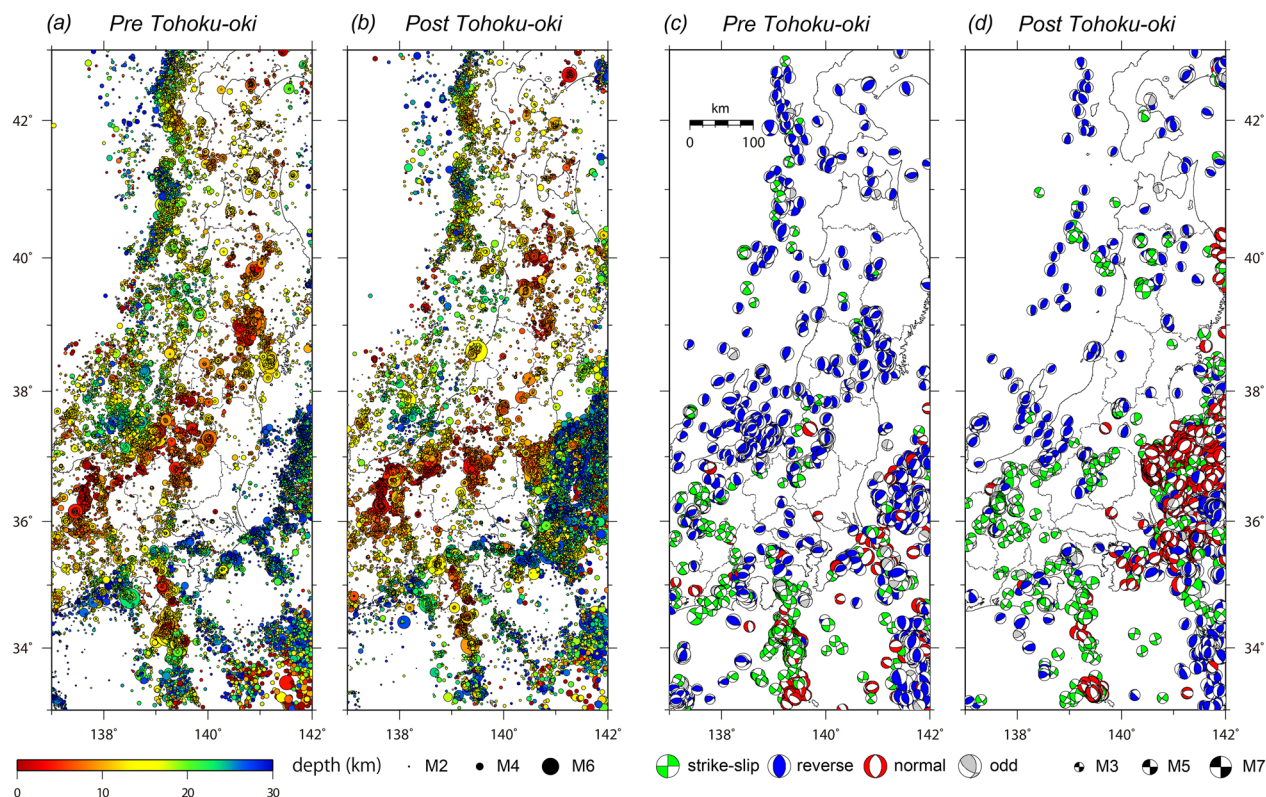 (a) Pre Tohoku-oki (b) Post Tohoku-oki (c) Pre Tohoku-oki (d) Post Tohoku-oki
km
0 100
42° 42°
40° 40°
38° 38°
36° 36°
34° 34°
138° 140° 142° 138° 140° 142° 138° 140° 142° 138° 140° 142°
depth (km) M2 M4 M6 strike-slip reverse normal odd M3 M5 M7
0 10 20 30